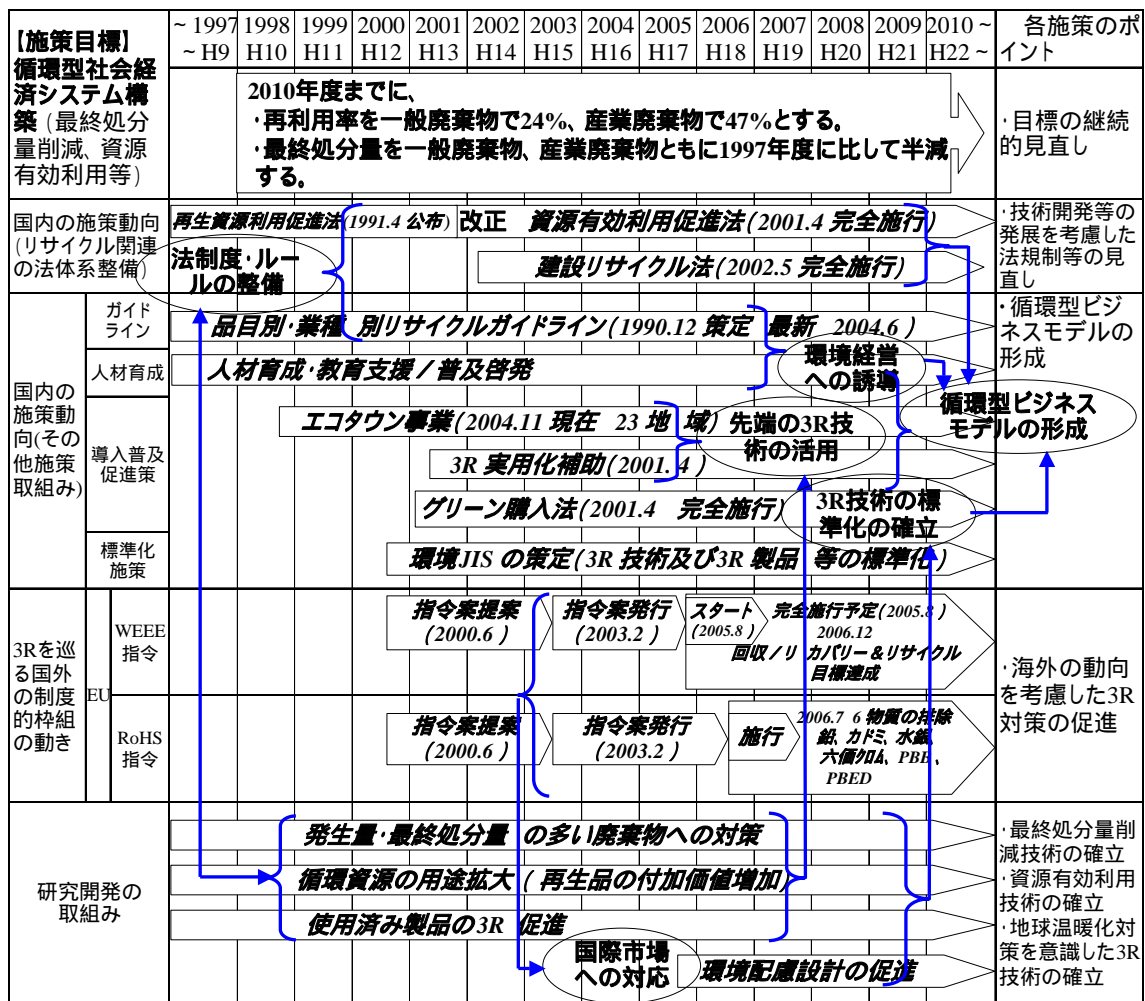 【施策目標】
循環型社会経
済システム構
築(最終処分
量削減、資源
有効利用等)
~ 1997 1998 1999 2000 2001 2002 2003 2004 2005 2006 2007 2008 2009 2010 ~
~ H9 H10 H11 H12 H13 H14 H15 H16 H17 H18 H19 H20 H21 H22 ~
各施策のポ
イント
2010年度までに、
・再利用率を一般廃棄物で24%、産業廃棄物で47%とする。
・最終処分量を一般廃棄物、産業廃棄物ともに1997年度に比して半減
する。
・目標の継続
的見直し
国内の施策動向
(リサイクル関連
の法体系整備)
再生資源利用促進法(1991.4 公布)
改正 資源有効利用促進法(2001.4 完全施行)
法制度・ルー
ルの整備
建設リサイクル法(2002.5 完全施行)
・技術開発等の
発展を考慮した
法規制等の見
直し
国内の
施策動
向(その
他施策
取組み)
ガイド
ライン
品目別・業種 別リサイクルガイドライン(1990.12 策定 最新 2004.6 )
人材育成
人材育成・教育支援 / 普及啓発
環境経営
への誘導
導入普及
促進策
エコタウン事業(2004.11 現在 23 地 域)
先端の3R技
術の活用
3R 実用化補助(2001. 4 )
グリーン購入法(2001.4 完全施行)
3R技術の標
準化の確立
標準化
施策
環境JIS の策定(3R 技術及び3R 製品 等の標準化)
循環型ビジネス
モデルの形成
・循環型ビジ
ネスモデルの
形成
3Rを巡
る国外
の制度
的枠組
の動き
EU
WEEE
指令
指令案提案
(2000.6 )
指令案発行
(2003.2 )
スタート
(2005.8 )
完全施行予定(2005.8 )
2006.12
回収 / リ カバリー & リサイクル
目標達成
RoHS
指令
指令案提案
(2000.6 )
指令案発行
(2003.2 )
施行
2006.7 6 物質の排除
鉛、カドミ、水銀、
六価クロム、PBB 、
PBED
・海外の動向
を考慮した3R
対策の促進
研究開発の
取組み
発生量・最終処分量 の多い廃棄物への対策
循環資源の用途拡大 ( 再生品の付加価値増加)
使用済み製品の3R 促進
国際市場
への対応
環境配慮設計の促進
・最終処分量削
減技術の確立
・資源有効利用
技術の確立
・地球温暖化対
策を意識した3R
技術の確立